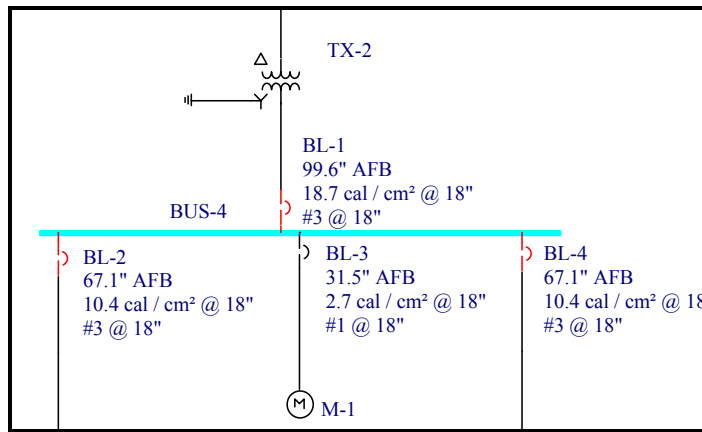 TX-2
BL-1
99.6" AFB
18.7 cal / cm² @ 18"
#3 @ 18"
BUS-4
BL-2
67.1" AFB
10.4 cal / cm² @ 18"
#3 @ 18"
BL-3
31.5" AFB
2.7 cal / cm² @ 18"
#1 @ 18"
BL-4
67.1" AFB
10.4 cal / cm² @ 18
#3 @ 18"
M
M-1